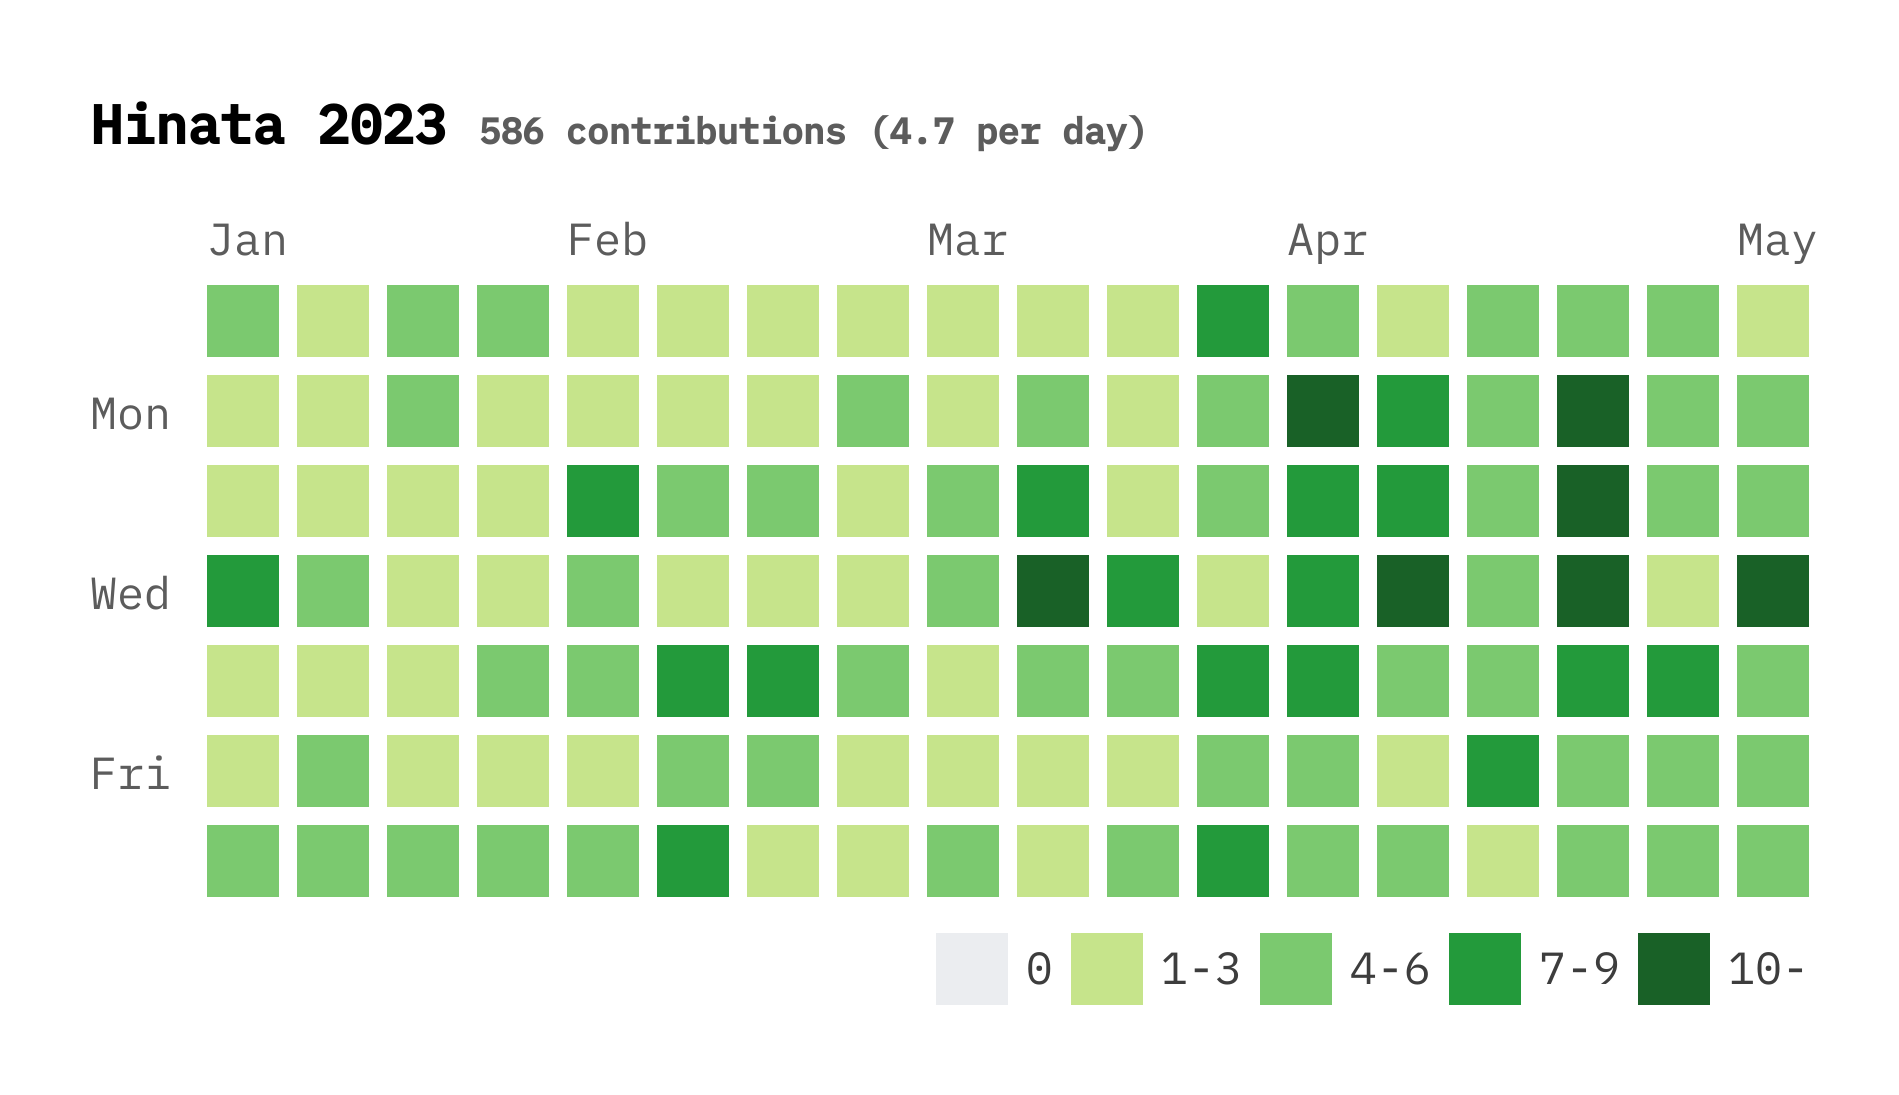 Hinata 2023 586 contributions (4.7 per day)
Jan Feb Mar Apr May
Mon
Wed
Fri
0 1-3 4-6 7-9 10-